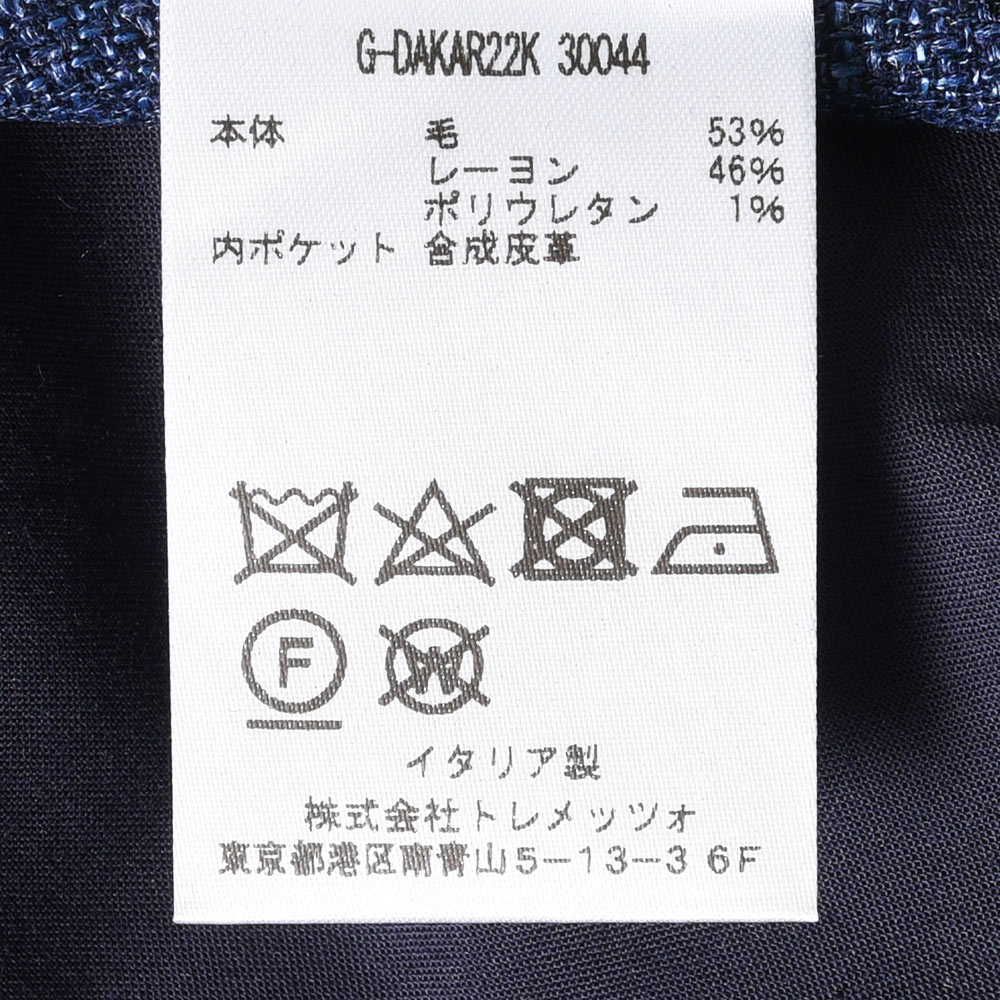 G-DAKAR22K 30044
本体 毛 53%
レーヨン 46%
ポリウレタン 1%
内ポケット 合成皮革
F W
イタリア製
株式会社トレメッツォ
東京都港区南青山5-13-3 6F